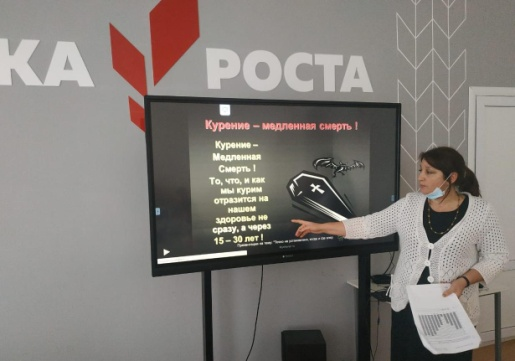 КА РОСТА
Курение – медленная смерть !
Курение –
Медленная
Смерть !
То, что, и как
мы курим
отразится на
нашем
здоровье не
сразу, а через
15 – 30 лет !